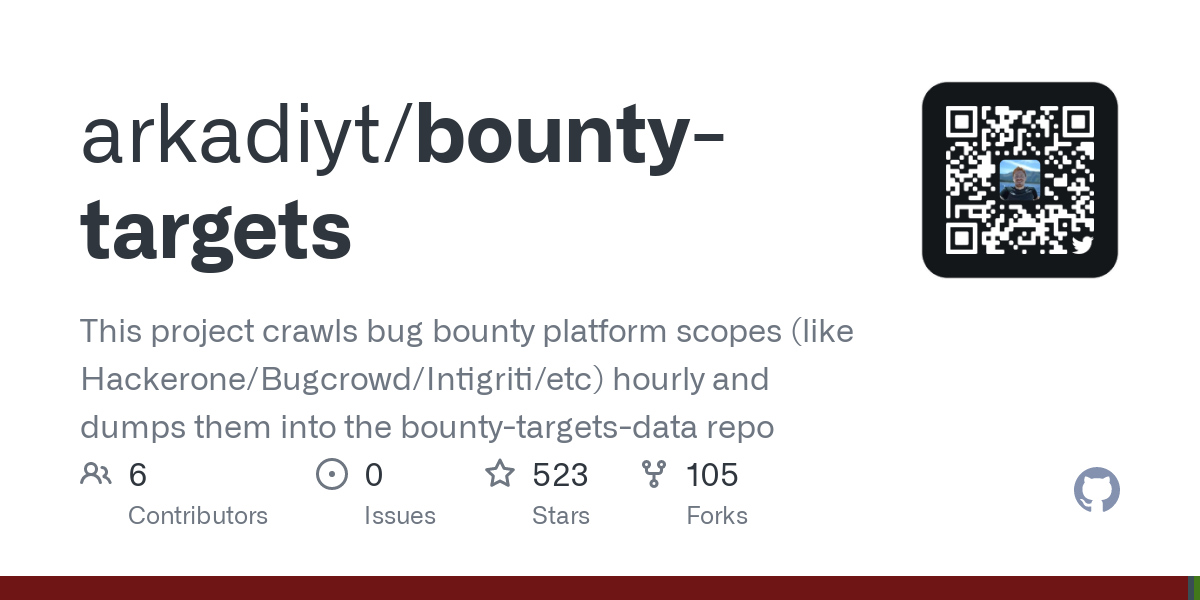 arkadiyt/bounty-
targets
This project crawls bug bounty platform scopes (like
Hackerone/Bugcrowd/Intigriti/etc) hourly and
dumps them into the bounty-targets-data repo
6 0 523 105
Contributors Issues Stars Forks